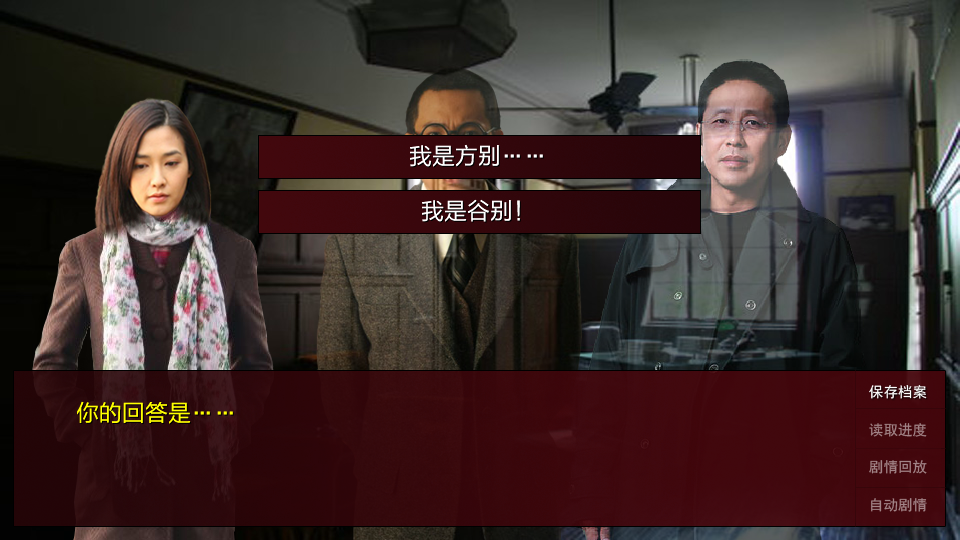 我是方别……
我是谷别！
你的回答是……
保存档案
读取进度
剧情回放
自动剧情